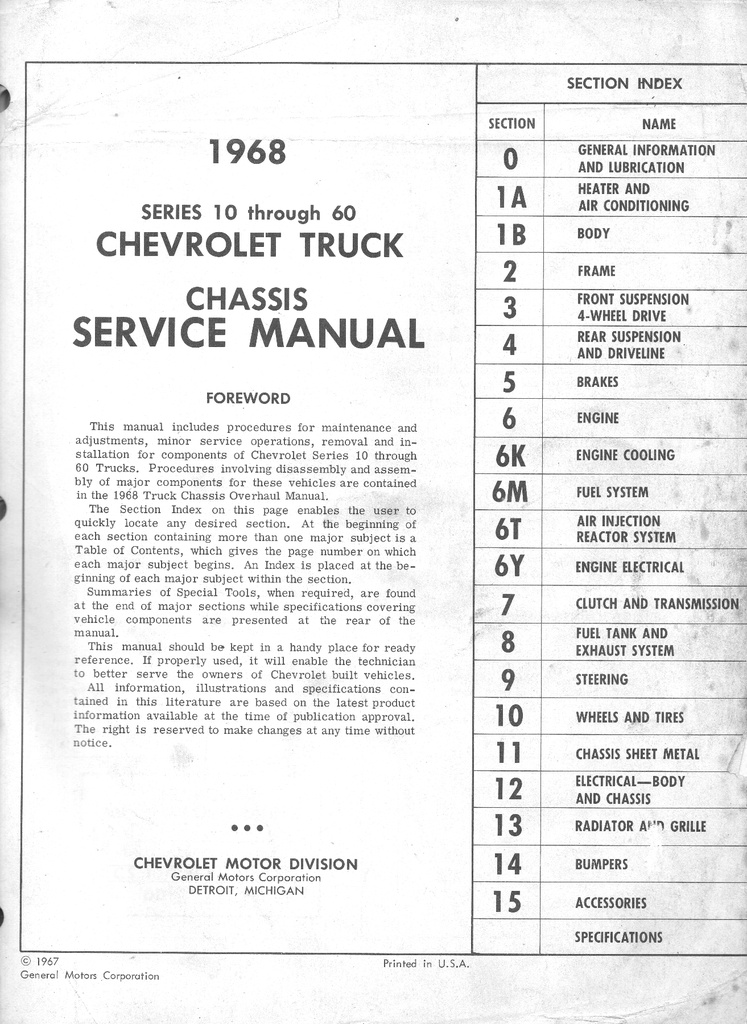 1968
SERIES 10 through 60
CHEVROLET TRUCK
CHASSIS
SERVICE MANUAL
FOREWORD
This manual includes procedures for maintenance and
adjustments, minor service operations, removal and in-
stallation for components of Chevrolet Series 10 through
60 Trucks. Procedures involving disassembly and assem-
bly of major components for these vehicles are contained
in the 1968 Truck Chassis Overhaul Manual.
The Section Index on this page enables the user to
quickly locate any desired section. At the beginning of
each section containing more than one major subject is a
Table of Contents, which gives the page number on which
each major subject begins. An Index is placed at the be-
ginning of each major subject within the section.
Summaries of Special Tools, when required, are found
at the end of major sections while specifications covering
vehicle components are presented at the rear of the
manual.
This manual should be kept in a handy place for ready
reference. If properly used, it will enable the technician
to better serve the owners of Chevrolet built vehicles.
All information, illustrations and specifications con-
tained in this literature are based on the latest product
information available at the time of publication approval.
The right is reserved to make changes at any time without
notice.
•••
CHEVROLET MOTOR DIVISION
General Motors Corporation
DETROIT, MICHIGAN
SECTION INDEX
SECTION NAME
0 GENERAL INFORMATION
AND LUBRICATION
1A HEATER AND
AIR CONDITIONING
1B BODY
2 FRAME
3 FRONT SUSPENSION
4-WHEEL DRIVE
4 REAR SUSPENSION
AND DRIVELINE
5 BRAKES
6 ENGINE
6K ENGINE COOLING
6M FUEL SYSTEM
6T AIR INJECTION
REACTOR SYSTEM
6Y ENGINE ELECTRICAL
7 CLUTCH AND TRANSMISSION
8 FUEL TANK AND
EXHAUST SYSTEM
9 STEERING
10 WHEELS AND TIRES
11 CHASSIS SHEET METAL
12 ELECTRICAL—BODY
AND CHASSIS
13 RADIATOR AND GRILLE
14 BUMPERS
15 ACCESSORIES
SPECIFICATIONS
© 1967
General Motors Corporation
Printed in U.S.A.